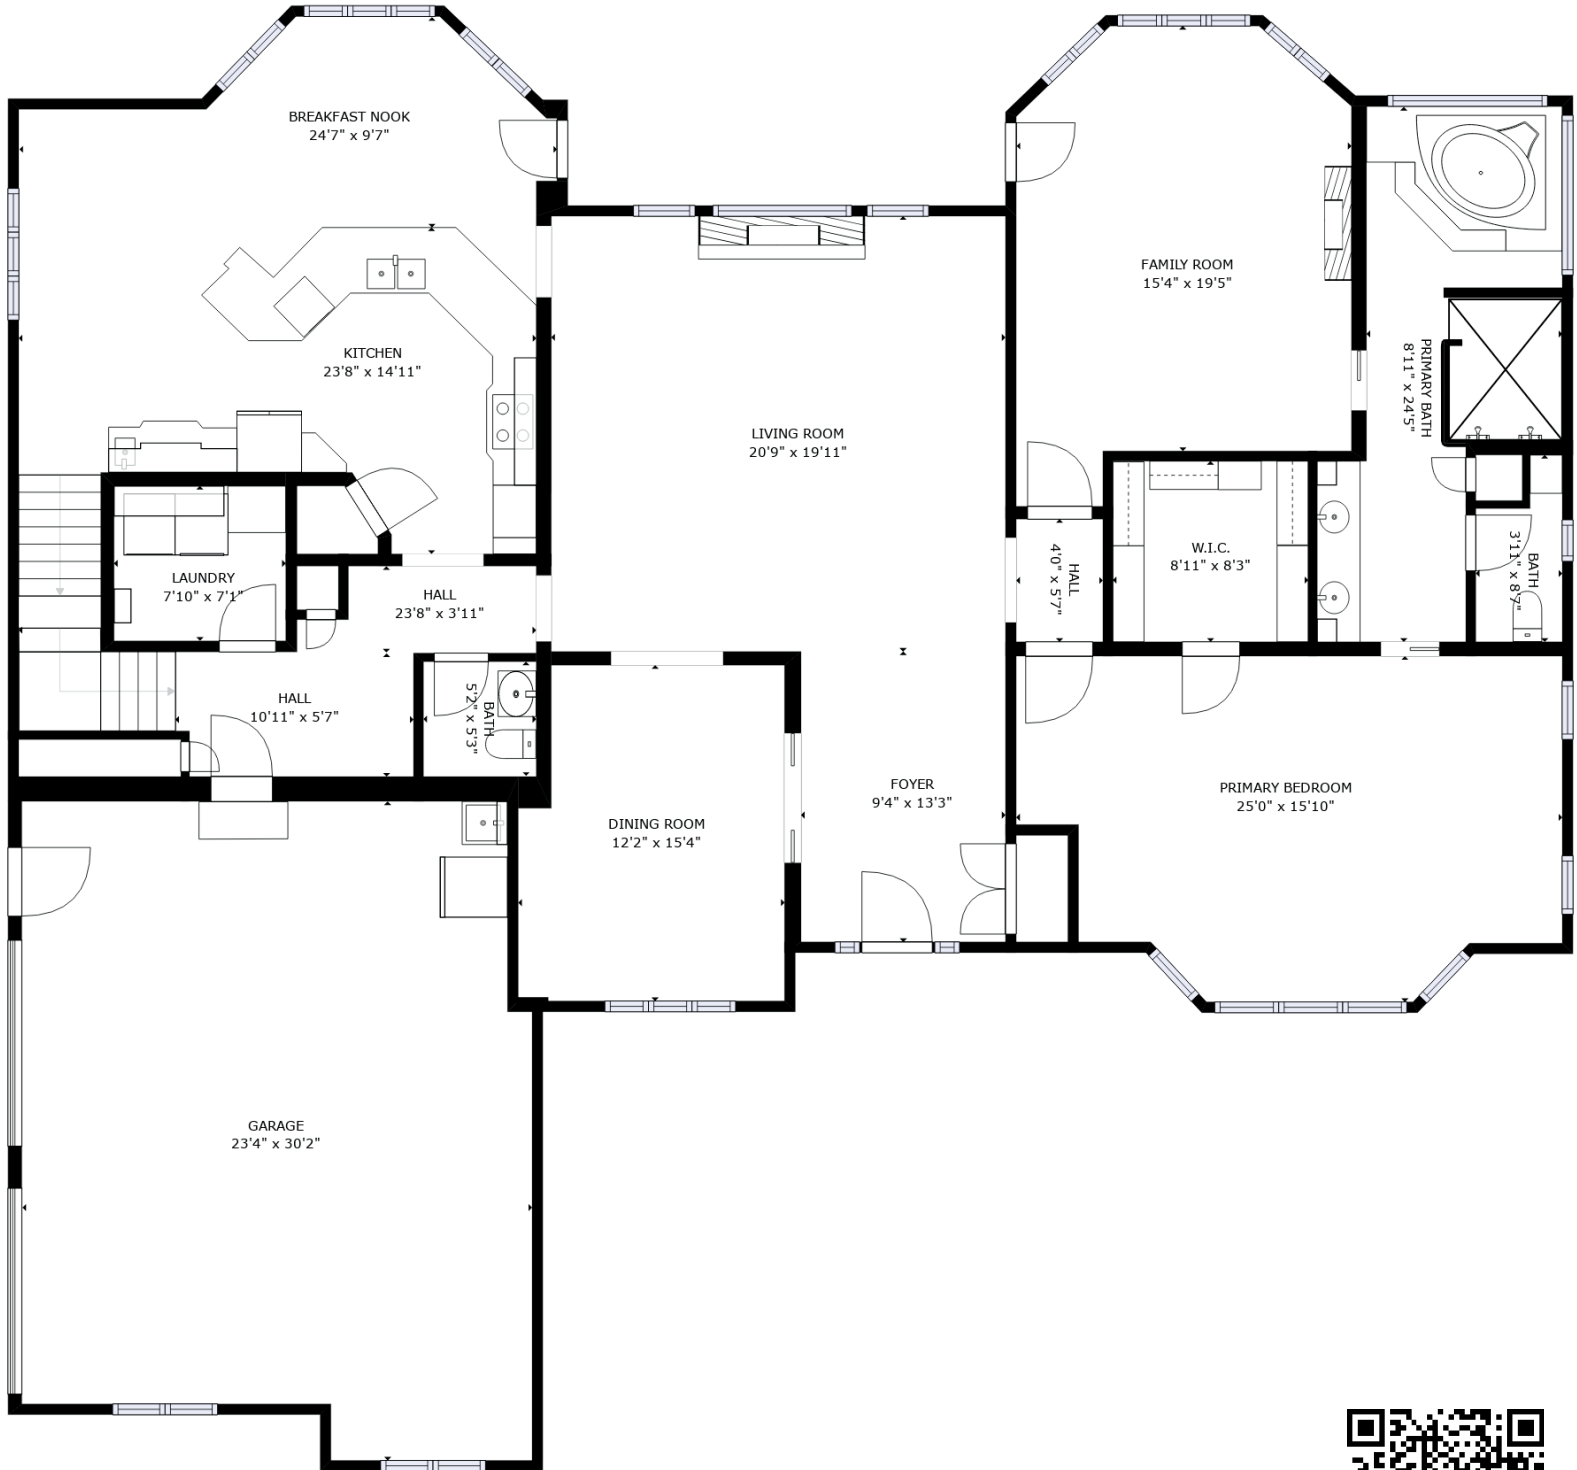 BREAKFAST NOOK
24'7" x 9'7"
FAMILY ROOM
15'4" x 19'5"
KITCHEN
23'8" x 14'11"
PRIMARY BATH
8'11" x 24'5"
LIVING ROOM
20'9" x 19'11"
W.I.C.
8'11" x 8'3"
HALL
4'0" x 5'7"
BATH
3'11" x 8'7"
LAUNDRY
7'10" x 7'1"
HALL
23'8" x 3'11"
HALL
10'11" x 5'7"
BATH
5'2" x 5'3"
FOYER
9'4" x 13'3"
PRIMARY BEDROOM
25'0" x 15'10"
DINING ROOM
12'2" x 15'4"
GARAGE
23'4" x 30'2"